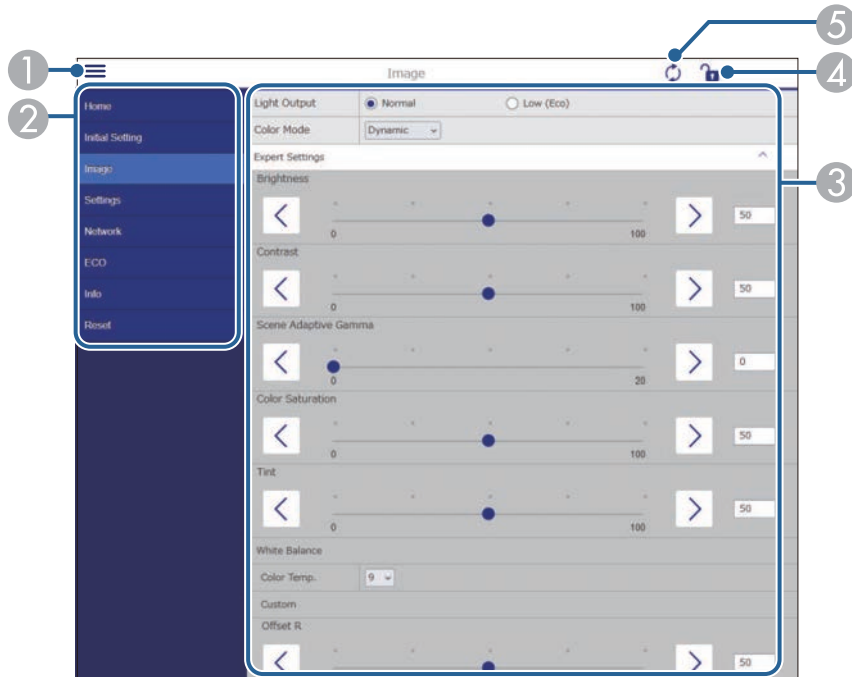 5
1
Image
4
2
Home
Light Output
Normal
Low (Eco)
Initial Setting
Color Mode
Dynamic
Image
Expert Settings
3
Brightness
Settings
50
Network
0
100
Contrast
ECO
Info
50
0
100
Reset
Scene Adaptive Gamma
0
0
20
Color Saturation
50
0
100
Tint
50
0
100
White Balance
Color Temp.
9
Custom
Offset R
50